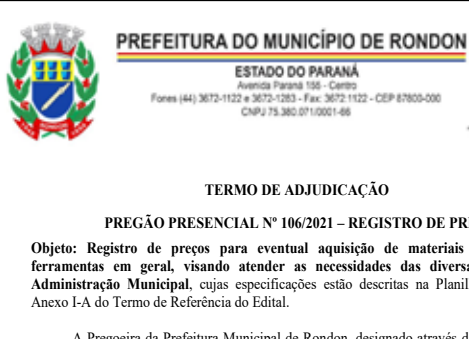 PREFEITURA DO MUNICÍPIO DE RONDON
ESTADO DO PARANÁ
Avenida Paraná 155 - Centro
Fones (44) 3672-1122 e 3672-1283 - Fax: 3672 1122 - CEP 87800-000
CNPJ 75.380.071/0001-66
RONDON
TERMO DE ADJUDICAÇÃO
PREGÃO PRESENCIAL Nº 106/2021 – REGISTRO DE PR
Objeto: Registro de preços para eventual aquisição de materiais
ferramentas em geral, visando atender as necessidades das divers
Administração Municipal, cujas especificações estão descritas na Planil
Anexo I-A do Termo de Referência do Edital.
A Pregoeira da Prefeitura Municipal de Rondon, designado através d